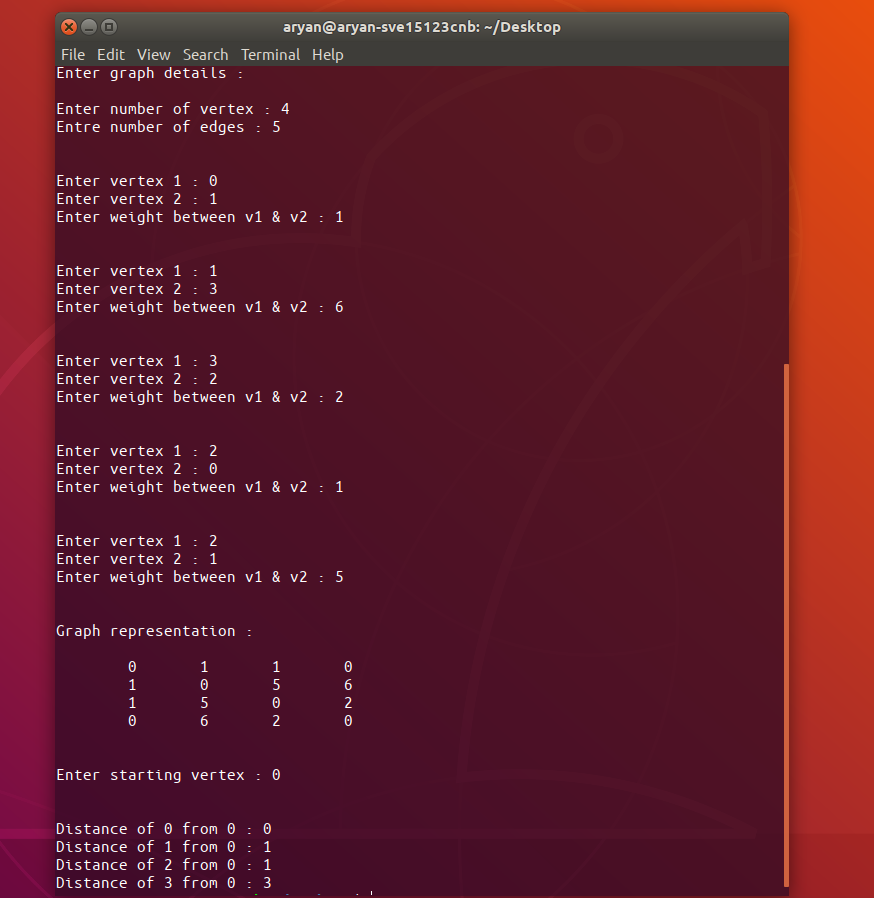 aryan@aryan-sve15123cnb: ~/Desktop
File Edit View Search Terminal Help
Enter graph details :
Enter number of vertex : 4
Entre number of edges : 5
Enter vertex 1 : 0
Enter vertex 2 : 1
Enter weight between v1 & v2 : 1
Enter vertex 1 : 1
Enter vertex 2 : 3
Enter weight between v1 & v2 : 6
Enter vertex 1 : 3
Enter vertex 2 : 2
Enter weight between v1 & v2 : 2
Enter vertex 1 : 2
Enter vertex 2 : 0
Enter weight between v1 & v2 : 1
Enter vertex 1 : 2
Enter vertex 2 : 1
Enter weight between v1 & v2 : 5
Graph representation :
0 1 1 0
1 0 5 6
1 5 0 2
0 6 2 0
Enter starting vertex : 0
Distance of 0 from 0 : 0
Distance of 1 from 0 : 1
Distance of 2 from 0 : 1
Distance of 3 from 0 : 3